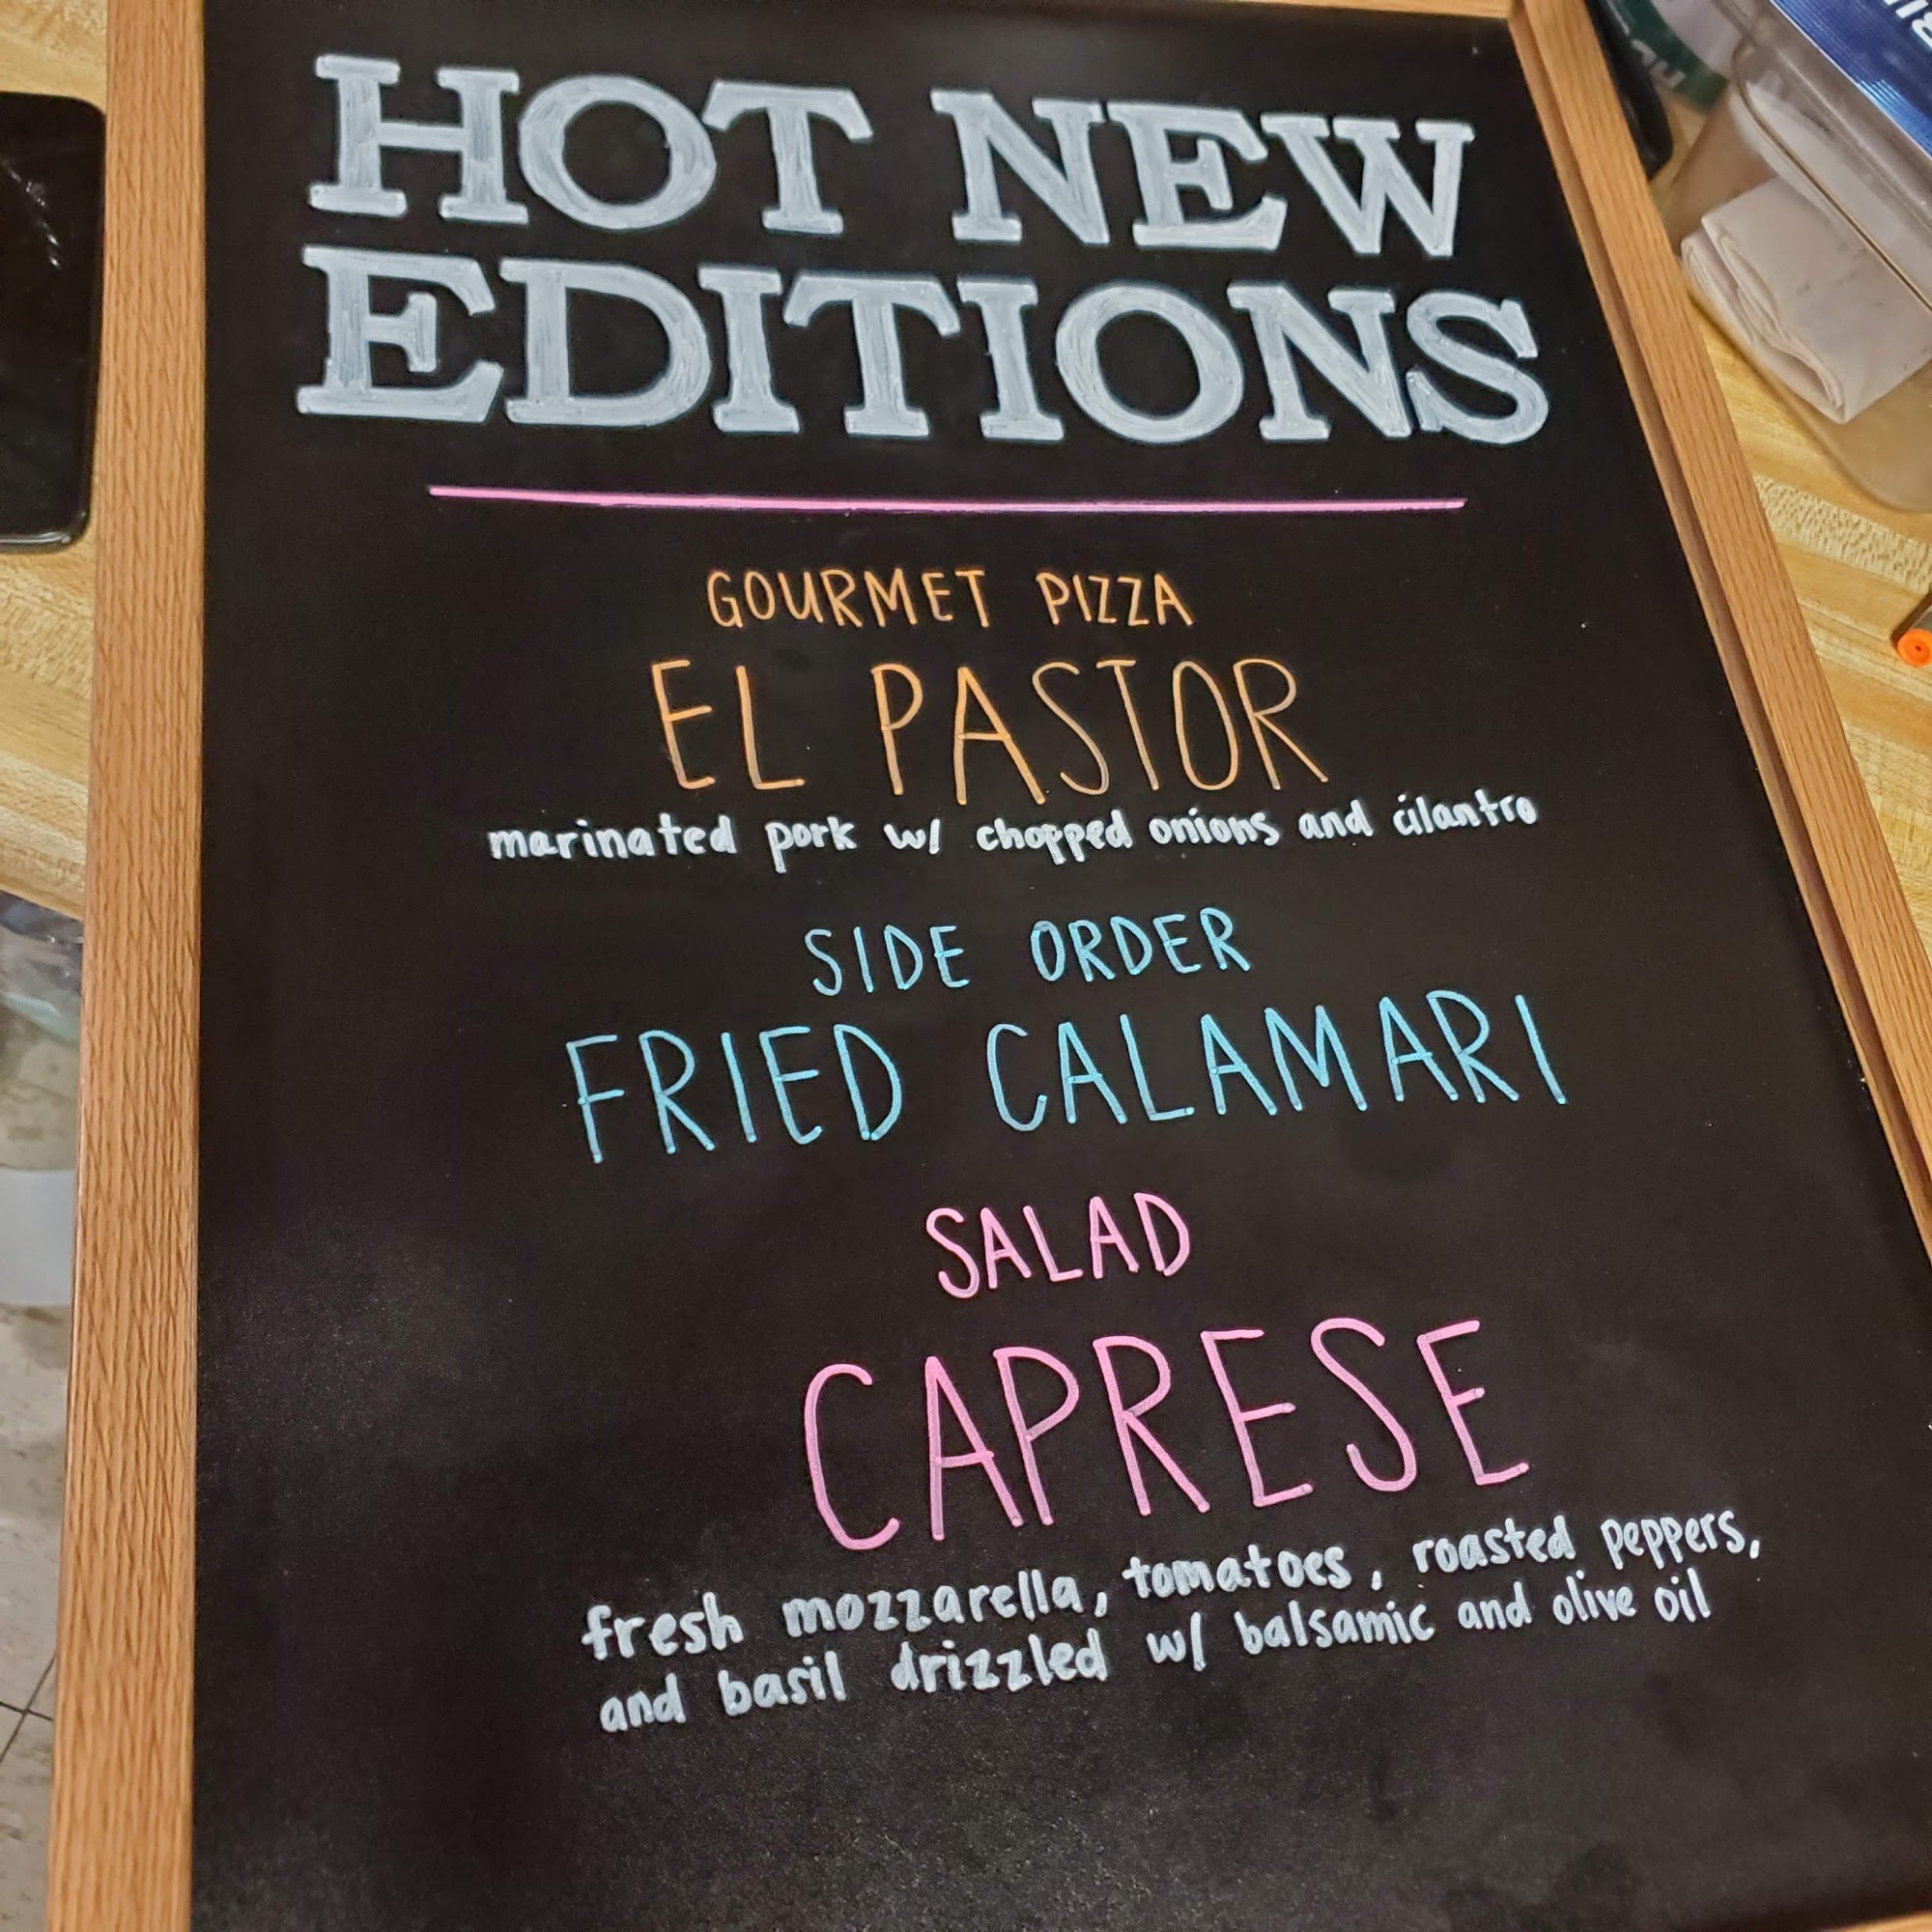 HOT NEW
EDITIONS
GOURMET PIZZA
EL PASTOR
marinated pork w/ chopped onions and cilantro
SIDE ORDER
FRIED CALAMARI
SALAD
CAPRESE
fresh mozzarella, tomatoes, roasted peppers,
and basil drizzled w/ balsamic and olive oil